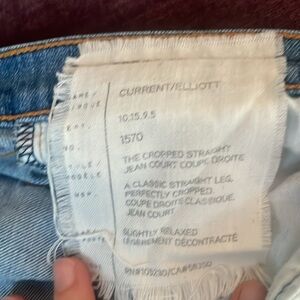 CURRENT/ELLIOTT
10.15.9.5
1570
THE CROPPED STRAIGHT
JEAN COURT COUPE DROITE
A CLASSIC STRAIGHT LEG,
PERFECTLY CROPPED.
COUPE DROITE CLASSIQUE,
JEAN COURT
SLIGHTLY RELAXED
LÉGÈREMENT DÉCONTRACTÉ